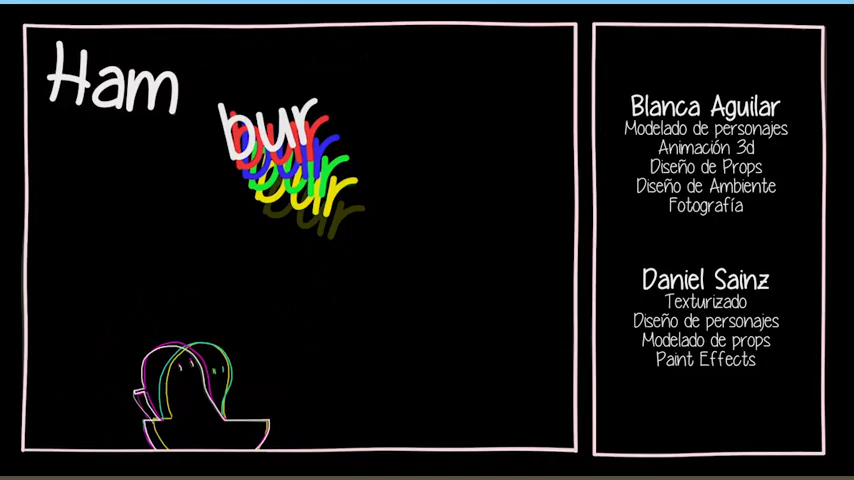 Ham
bur
Blanca Aguilar
Modelado de personajes
Animación 3d
Diseño de Props
Diseño de Ambiente
Fotografía
Daniel Sainz
Texturizado
Diseño de personajes
Modelado de props
Paint Effects